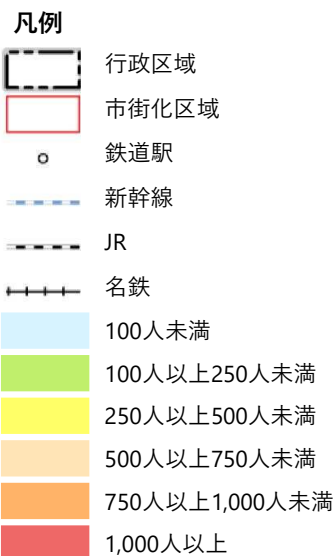 凡例
行政区域
市街化区域
鉄道駅
新幹線
JR
名鉄
100人未満
100人以上250人未満
250人以上500人未満
500人以上750人未満
750人以上1,000人未満
1,000人以上